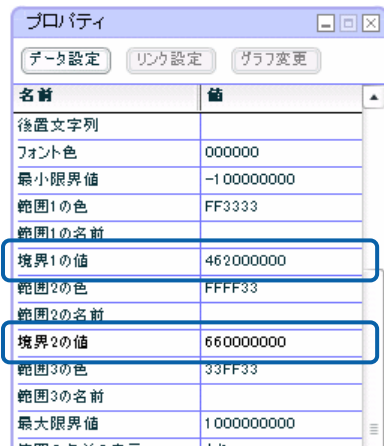 プロパティ
データ設定 リンク設定 グラフ変更
名前 値
後置文字列
フォント色 000000
最小限界値 -100000000
範囲1の色 FF3333
範囲1の名前
境界1の値 462000000
範囲2の色 FFFF33
範囲2の名前
境界2の値 660000000
範囲3の色 33FF33
範囲3の名前
最大限界値 1000000000